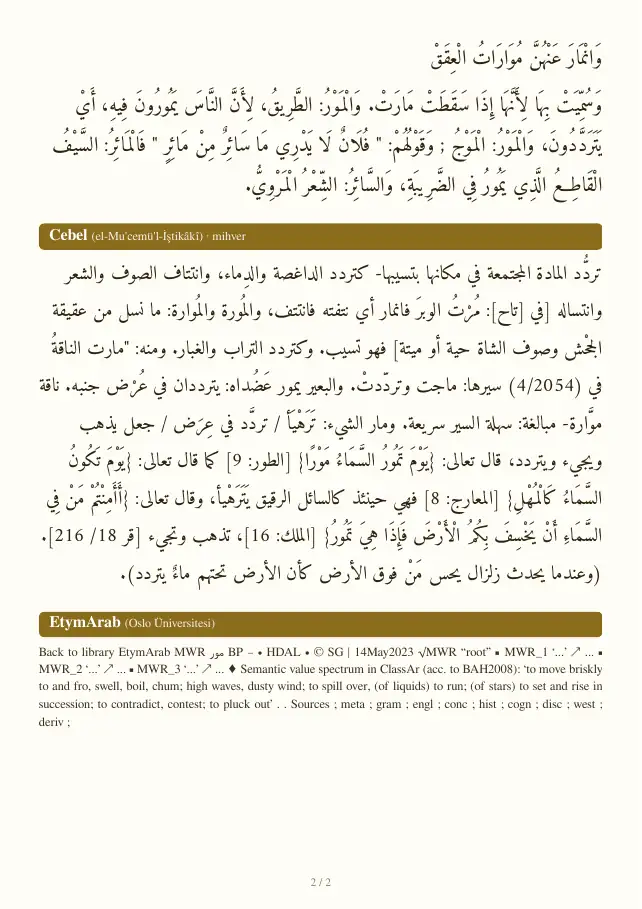 وَانْمَارَ عَنْهُنَّ مُوَارَاتُ الْعِقَقْ
وَسُمِّيَتْ بِهَا لِأَنَّهَا إِذَا سَقَطَتْ مَارَتْ. وَالْمَوْرُ: الطَّرِيقُ، لِأَنَّ النَّاسَ يَمُورُونَ فِيهِ، أَيْ
يَتَرَدَّدُونَ، وَالْمَوْرُ: الْمَوْجُ ; وَقَوْلُهُمْ: " فُلَانٌ لَا يَدْرِي مَا سَائِرٌ مِنْ مَائِرٍ " فَالْمَائِرُ: السَّيْفُ
الْقَاطِعُ الَّذِي يَمُورُ فِي الضَّرِيبَةِ، وَالسَّائِرُ: الشِّعْرُ الْمَرْوِيُّ.
Cebel (el-Mu'cemü'l-İştikâkî) · mihver
تردُّد المادة المجتمعة في مكانها بتسيبها- كتردد الداغصة والدماء، وانتتاف الصوف والشعر
وانتساله [في [تاج]: مُرْتُ الوبرَ فانمار أي نتفته فانتتف، والمُورة والمُوارة: ما نسل من عقيقة
الجحْش وصوف الشاة حية أو ميتة] فهو تسيب. وكتردد التراب والغبار. ومنه: "مارت الناقةُ
في (4/2054) سيرها: ماجت وتردّدتْ. والبعير يمور عَضُداه: يترددان في عُرْض جنبه. ناقة
موَّارة- مبالغة: سهلة السير سريعة. ومار الشيء: تَرَهْيَأ / تردَّد في عِرَض / جعل يذهب
ويجيء ويتردد، قال تعالى: {يَوْمَ تَمُورُ السَّمَاءُ مَوْرًا} [الطور: 9] كما قال تعالى: {يَوْمَ تَكُونُ
السَّمَاءُ كَالْمُهْلِ} [المعارج: 8] فهي حينئذ كالسائل الرقيق يَتَرَهْيأ، وقال تعالى: {أَأَمِنْتُمْ مَنْ فِي
السَّمَاءِ أَنْ يَخْسِفَ بِكُمُ الْأَرْضَ فَإِذَا هِيَ تَمُورُ} [الملك: 16]، تذهب وتجيء [قر 18/ 216].
(وعندما يحدث زلزال يحس مَنْ فوق الأرض كأن الأرض تحتهم ماءٌ يتردد).
EtymArab (Oslo Üniversitesi)
Back to library EtymArab MWR مور BP – • HDAL • © SG | 14May2023 √MWR “root” ▪ MWR_1 ‘...’ ↗ ... ▪
MWR_2 ‘...’ ↗ ... ▪ MWR_3 ‘...’ ↗ ... ♦ Semantic value spectrum in ClassAr (acc. to BAH2008): ‘to move briskly
to and fro, swell, boil, chum; high waves, dusty wind; to spill over, (of liquids) to run; (of stars) to set and rise in
succession; to contradict, contest; to pluck out’ . . Sources ; meta ; gram ; engl ; conc ; hist ; cogn ; disc ; west ;
deriv ;
2 / 2